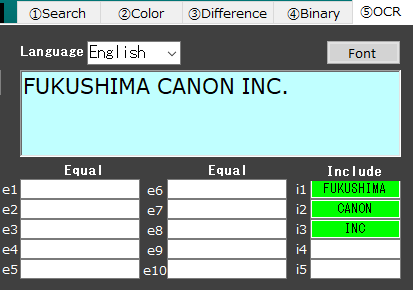 ①Search ②Color ③Difference ④Binary ⑤OCR
Language English Font
FUKUSHIMA CANON INC.
Equal Equal Include
e1 e6 i1 FUKUSHIMA
e2 e7 i2 CANON
e3 e8 i3 INC
e4 e9 i4
e5 e10 i5